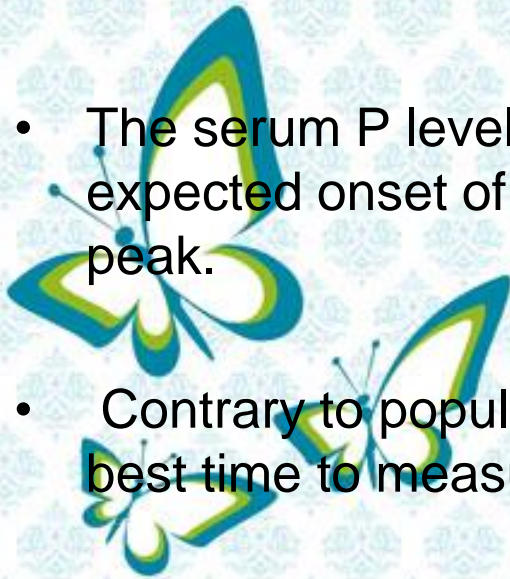 • The serum P level
expected onset of
peak.
• Contrary to popul
best time to meas